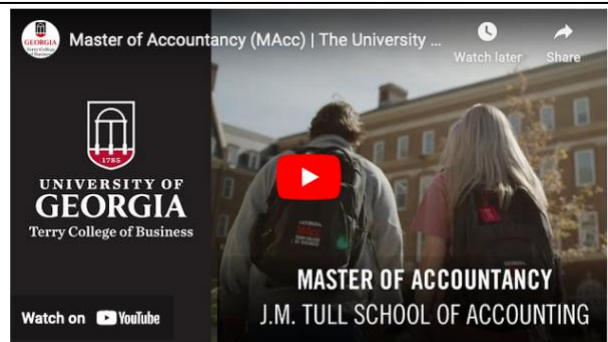 Master of Accountancy (MAcc) | The University ...
Watch later
Share
GEORGIA
1785
UNIVERSITY OF
GEORGIA
Terry College of Business
MAcc
MASTER OF ACCOUNTANCY
J.M. TULL SCHOOL OF ACCOUNTING
Watch on YouTube